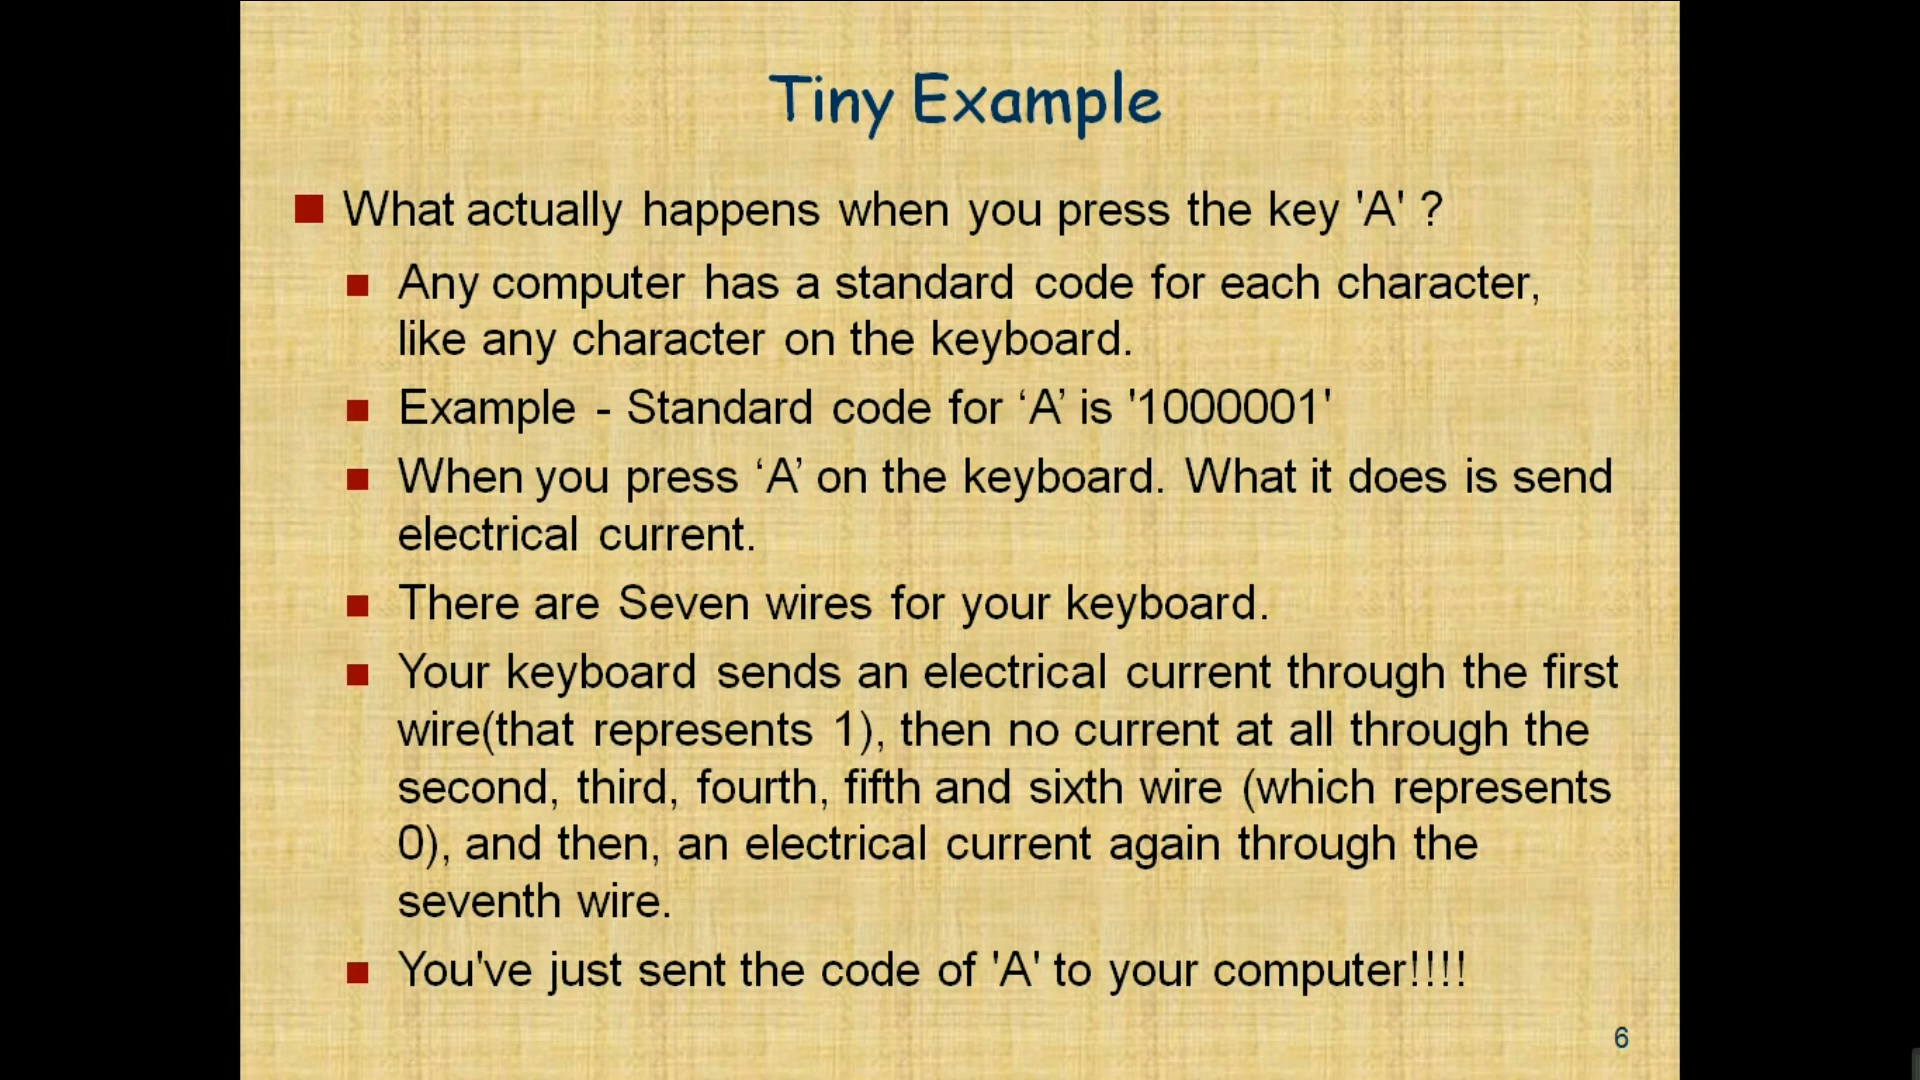 Tiny Example
What actually happens when you press the key 'A' ?
Any computer has a standard code for each character,
like any character on the keyboard.
Example - Standard code for ‘A’ is '1000001'
When you press ‘A’ on the keyboard. What it does is send
electrical current.
There are Seven wires for your keyboard.
Your keyboard sends an electrical current through the first
wire(that represents 1), then no current at all through the
second, third, fourth, fifth and sixth wire (which represents
0), and then, an electrical current again through the
seventh wire.
You've just sent the code of 'A' to your computer!!!!
6